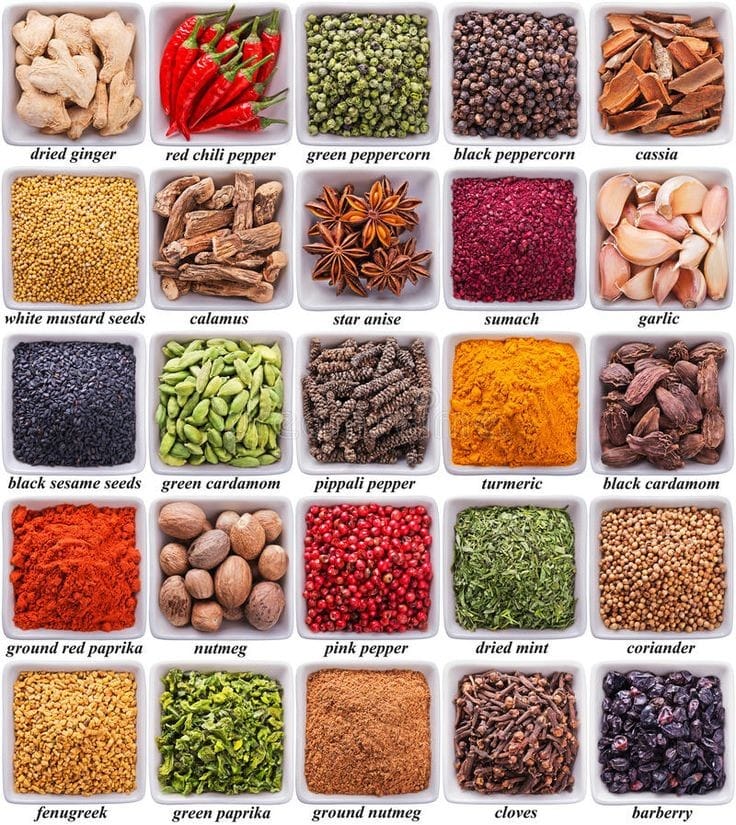 dried ginger
red chili pepper
green peppercorn
black peppercorn
cassia
white mustard seeds
calamus
star anise
sumach
garlic
black sesame seeds
green cardamom
pippali pepper
turmeric
black cardamom
ground red paprika
nutmeg
pink pepper
dried mint
coriander
fenugreek
green paprika
ground nutmeg
cloves
barberry